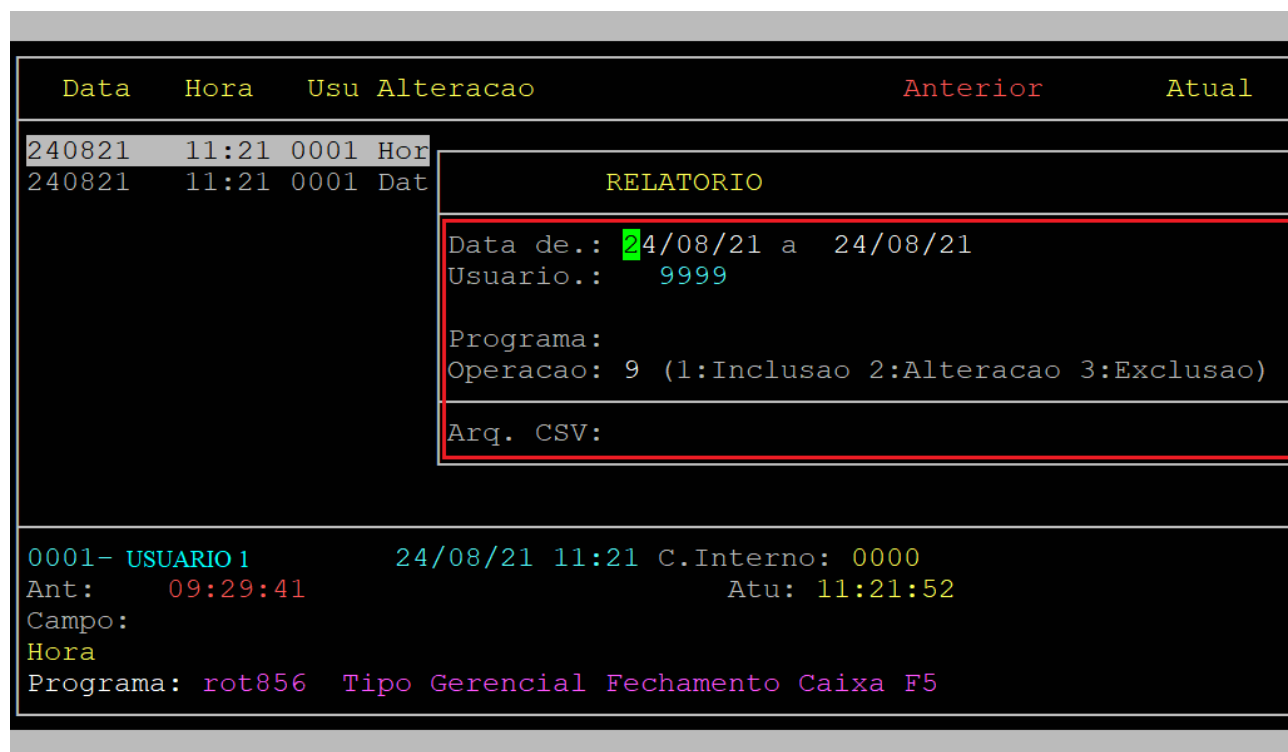 Data Hora Usu Alteracao Anterior Atual
240821 11:21 0001 Hor
240821 11:21 0001 Dat
RELATORIO
Data de.: 24/08/21 a 24/08/21
Usuario.: 9999
Programa:
Operacao: 9 (1:Inclusao 2:Alteracao 3:Exclusao)
Arq. CSV:
0001- USUARIO 1 24/08/21 11:21 C.Interno: 0000
Ant: 09:29:41 Atu: 11:21:52
Campo:
Hora
Programa: rot856 Tipo Gerencial Fechamento Caixa F5